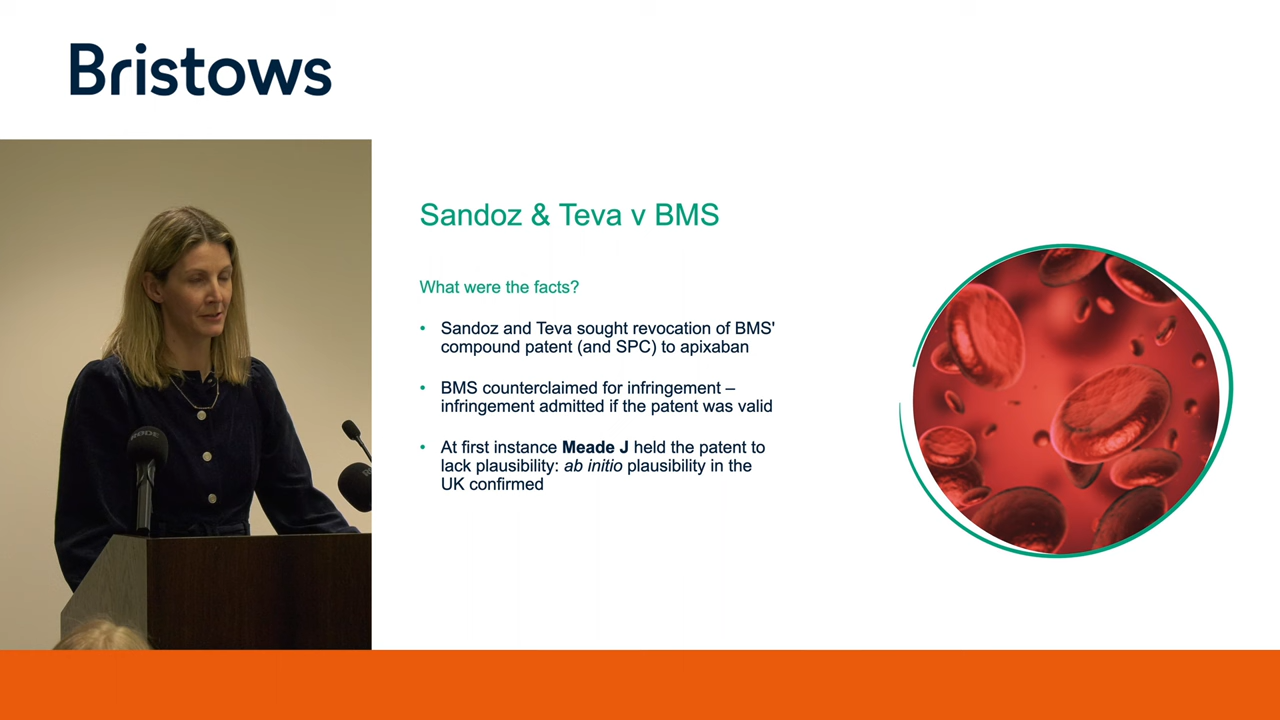 Bristows
Sandoz & Teva v BMS
What were the facts?
• Sandoz and Teva sought revocation of BMS'
compound patent (and SPC) to apixaban
• BMS counterclaimed for infringement –
infringement admitted if the patent was valid
• At first instance Meade J held the patent to
lack plausibility: ab initio plausibility in the
UK confirmed
RODE